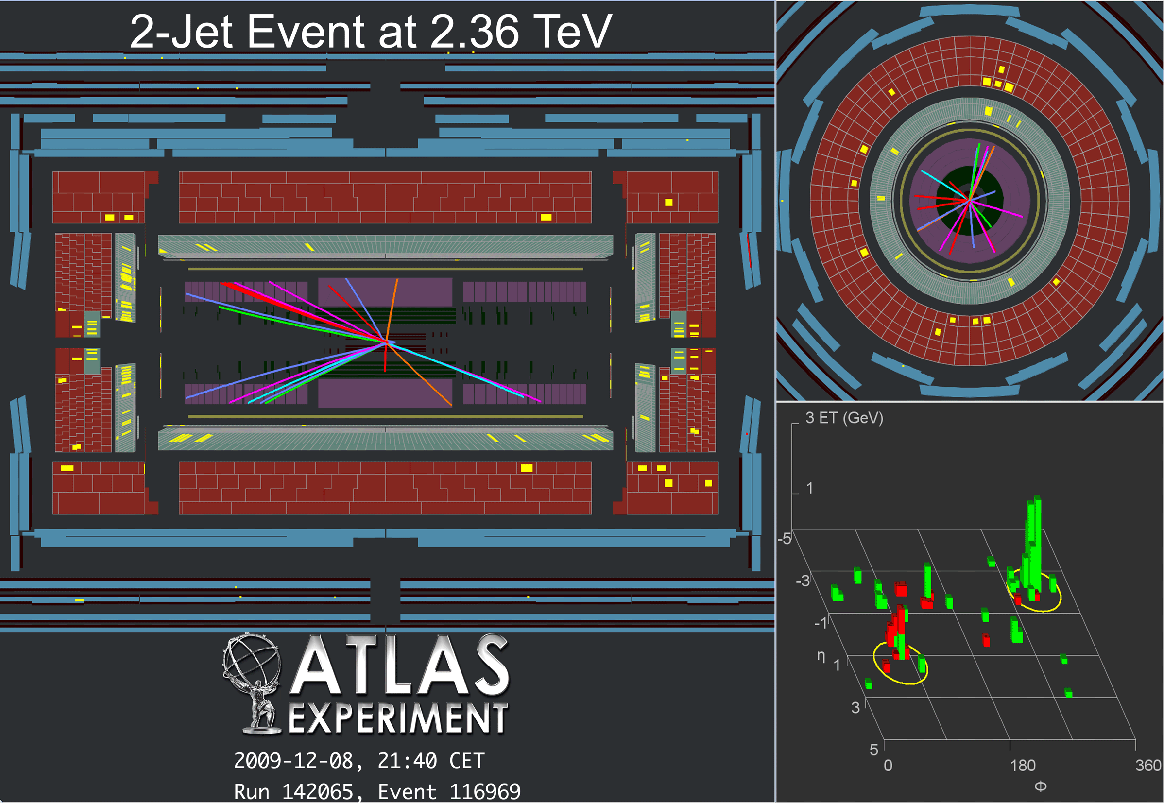 2-Jet Event at 2.36 TeV
ATLAS
EXPERIMENT
2009-12-08, 21:40 CET
Run 142065, Event 116969
3 ET (GeV)
1
-5
-3
-1
η 1
3
5
0 180 360
Φ